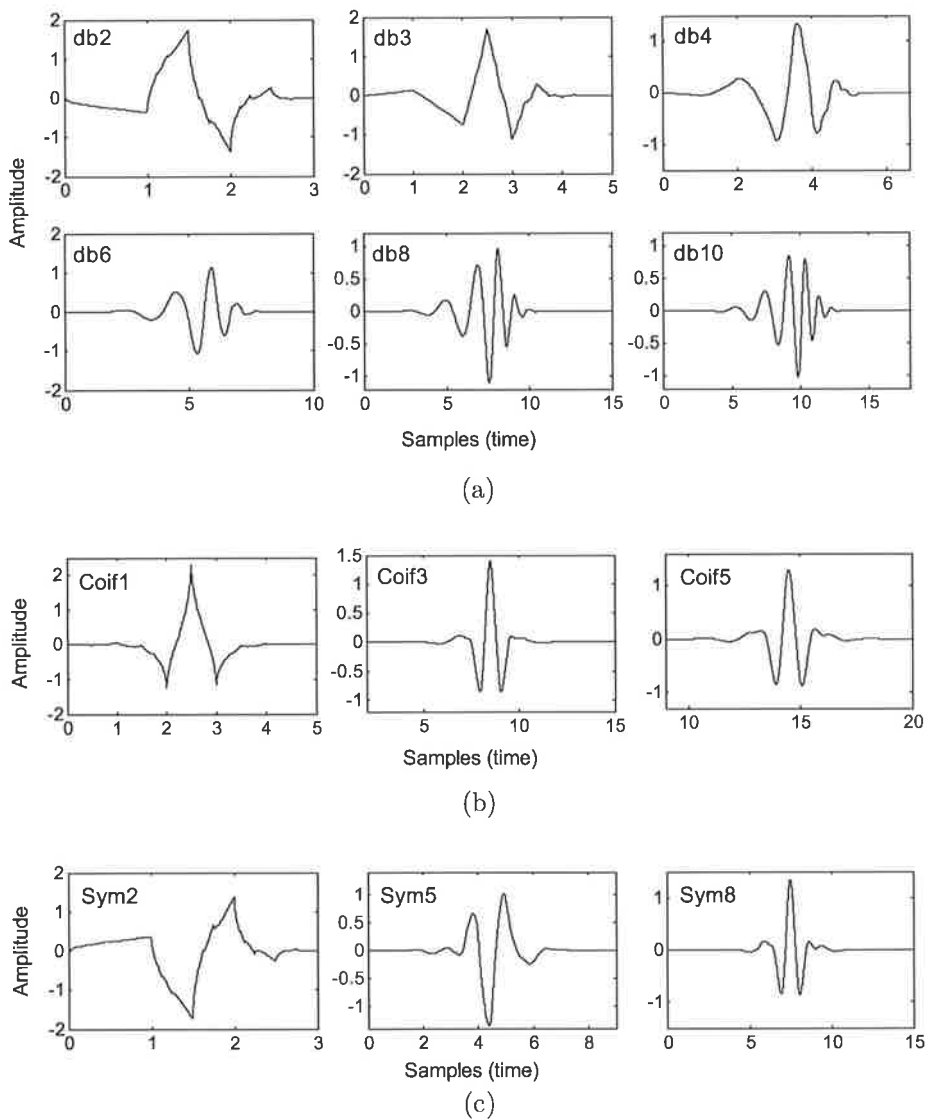 db2
db3
db4
2
1
0
-1
-2
0 1 2 3
2
1
0
-1
-2
0 1 2 3 4 5
1
0
-1
0 2 4 6
Amplitude
db6
db8
db10
2
1
0
-1
-2
0 5 10
1
0.5
0
-0.5
-1
0 5 10 15
1
0.5
0
-0.5
-1
0 5 10 15
Samples (time)
(a)
Coif1
Coif3
Coif5
Amplitude
2
1
0
-1
-2
0 1 2 3 4 5
1.5
1
0.5
0
-0.5
-1
5 10 15
1
0
-1
10 15 20
Samples (time)
(b)
Sym2
Sym5
Sym8
Amplitude
2
1
0
-1
-2
0 1 2 3
1
0.5
0
-0.5
-1
0 2 4 6 8
1
0
-1
0 5 10 15
Samples (time)
(c)